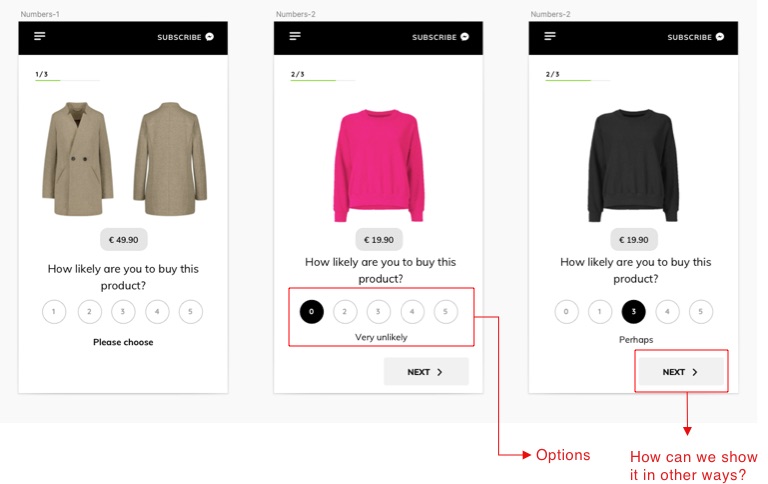 Numbers-1
SUBSCRIBE
1/3
€ 49.90
How likely are you to buy this
product?
1 2 3 4 5
Please choose
Numbers-2
SUBSCRIBE
2/3
€ 19.90
How likely are you to buy this
product?
0 2 3 4 5
Very unlikely
NEXT
Numbers-2
SUBSCRIBE
2/3
€ 19.90
How likely are you to buy this
product?
0 1 3 4 5
Perhaps
NEXT
Options
How can we show
it in other ways?